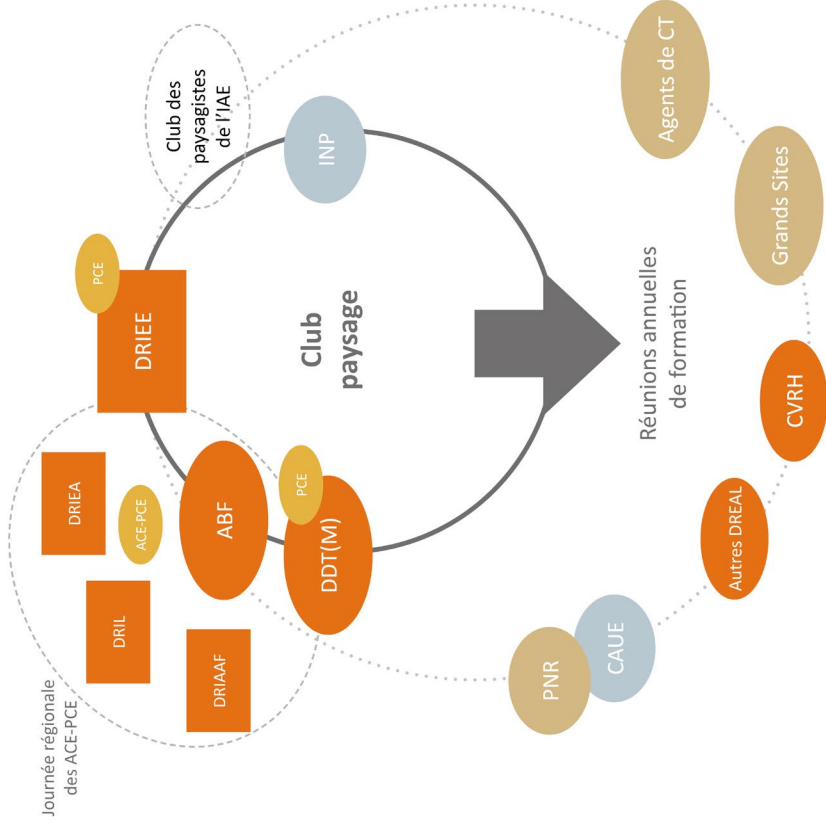 Journée régionale
des ACE-PCE
DRIEA
DRIL
ACE-PCE
DRIAAF
ABF
DDT(M)
PCE
DRIEE
PCE
Club des
paysagistes
de l'IAE
INP
Club
paysage
Réunions annuelles
de formation
PNR
CAUE
Autres DREAL
CVRH
Grands Sites
Agents de CT